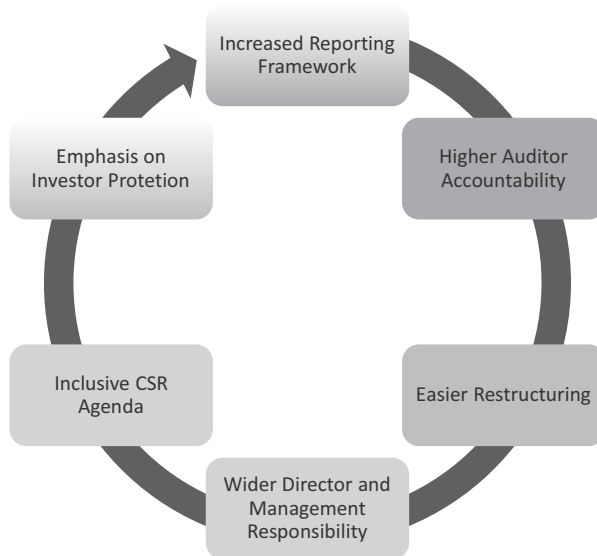 Increased Reporting
Framework
Higher Auditor
Accountability
Easier Restructuring
Wider Director and
Management
Responsibility
Inclusive CSR
Agenda
Emphasis on
Investor Protetion